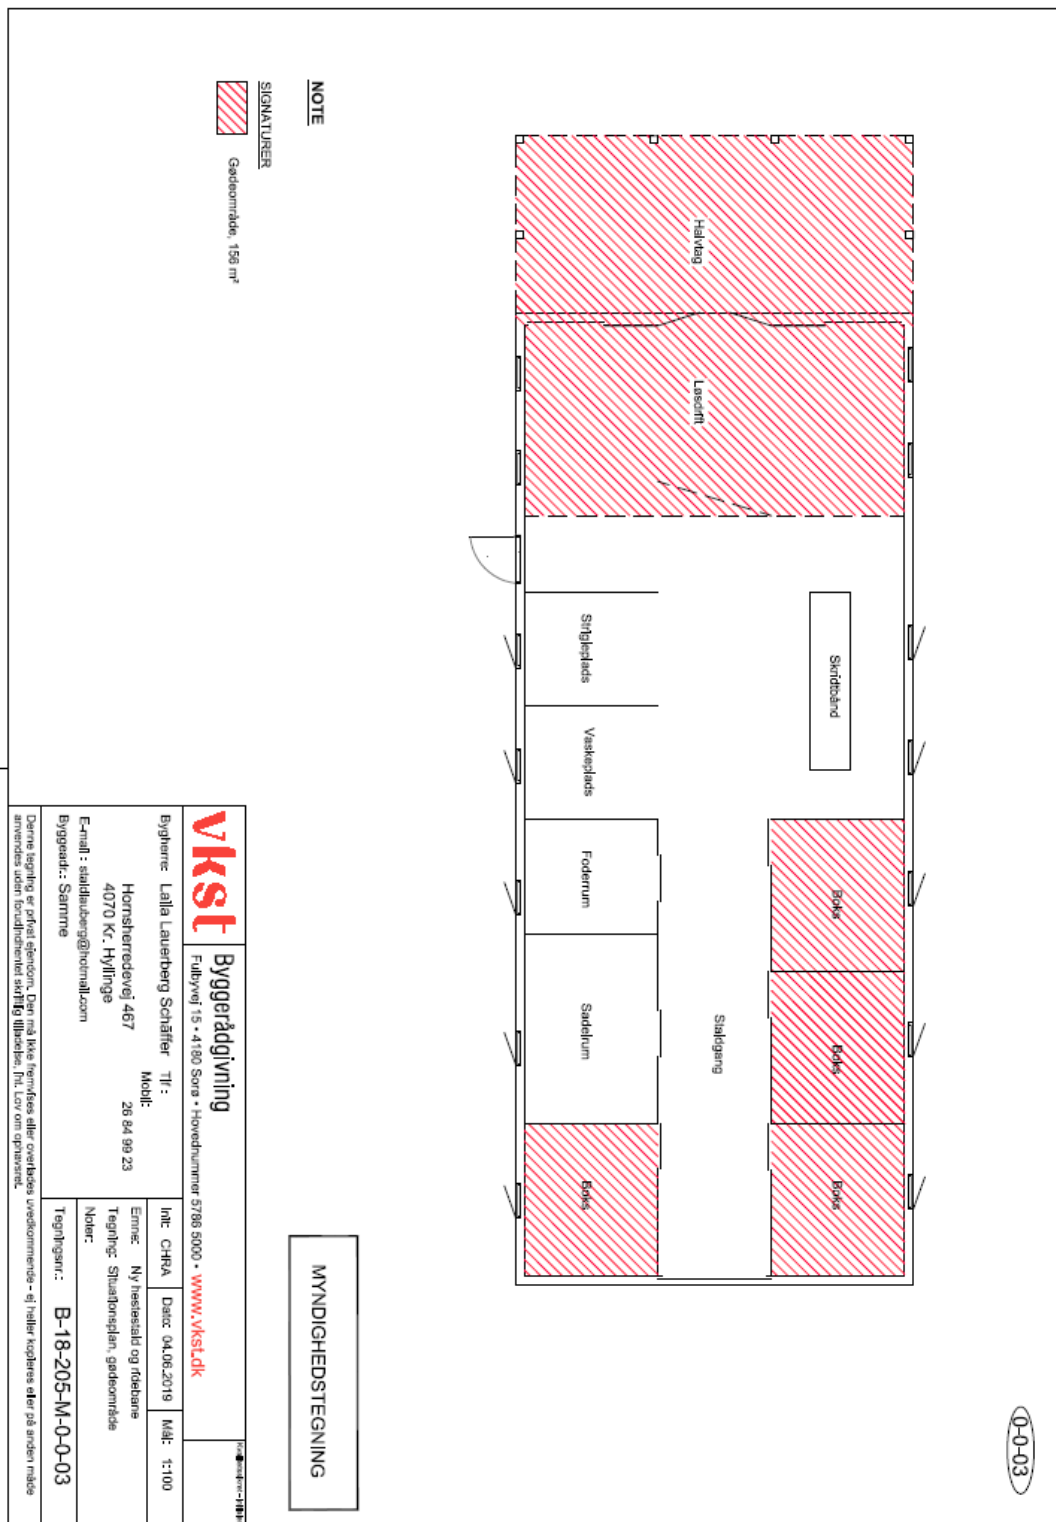 0-0-03
NOTE
SIGNATURER
Gødeområde, 156 m²
Halvtag
Løsdrift
Skridtbånd
Strigleplads
Vaskeplads
Foderrum
Sadelrum
Staldgang
Boks
Boks
Boks
Boks
MYNDIGHEDSTEGNING
vkst
Byggerådgivning
Fulbyvej 15 • 4180 Sorø • Hovednummer 5786 5000 • www.vkst.dk
Bygherre: Lalja Lauerberg Schäffer Tlf :
Mobil:
Hornsherredevej 467 26 84 99 23
4070 Kr. Hyllinge
E-mail : staldlauberg@hotmail.com
Byggeadr.: Samme
Init: CHRA Dato: 04.06.2019 Mål: 1:100
Emne: Ny hestestald og ridebane
Tegning: Situationsplan, gødeområde
Noter:
Tegningsnr.: B-18-205-M-0-0-03
Denne tegning er privat ejendom. Den må ikke fremvises eller overlades uvedkommende - ej heller kopieres eller på anden måde
anvendes uden forud indhentet skriftlig tilladelse, iht. Lov om ophavsret.